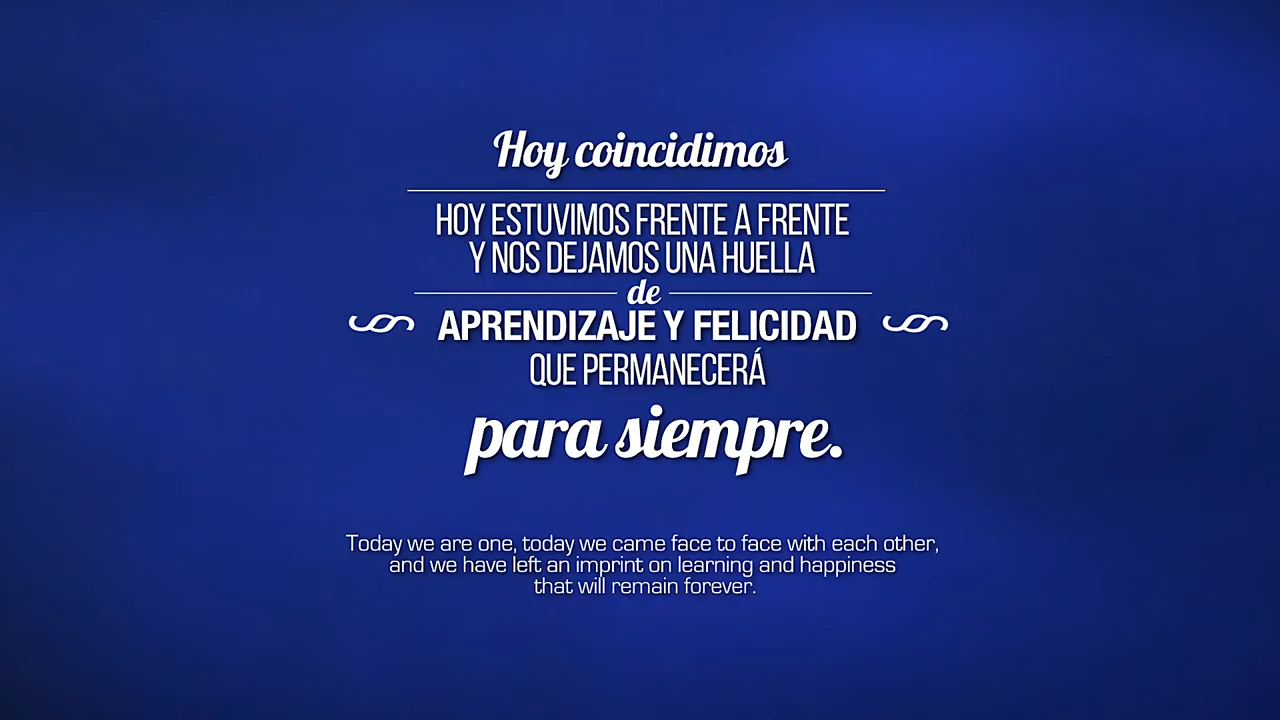 Hoy coincidimos
HOY ESTUVIMOS FRENTE A FRENTE
Y NOS DEJAMOS UNA HUELLA
de
APRENDIZAJE Y FELICIDAD
QUE PERMANECERÁ
para siempre.
Today we are one, today we came face to face with each other,
and we have left an imprint on learning and happiness
that will remain forever.